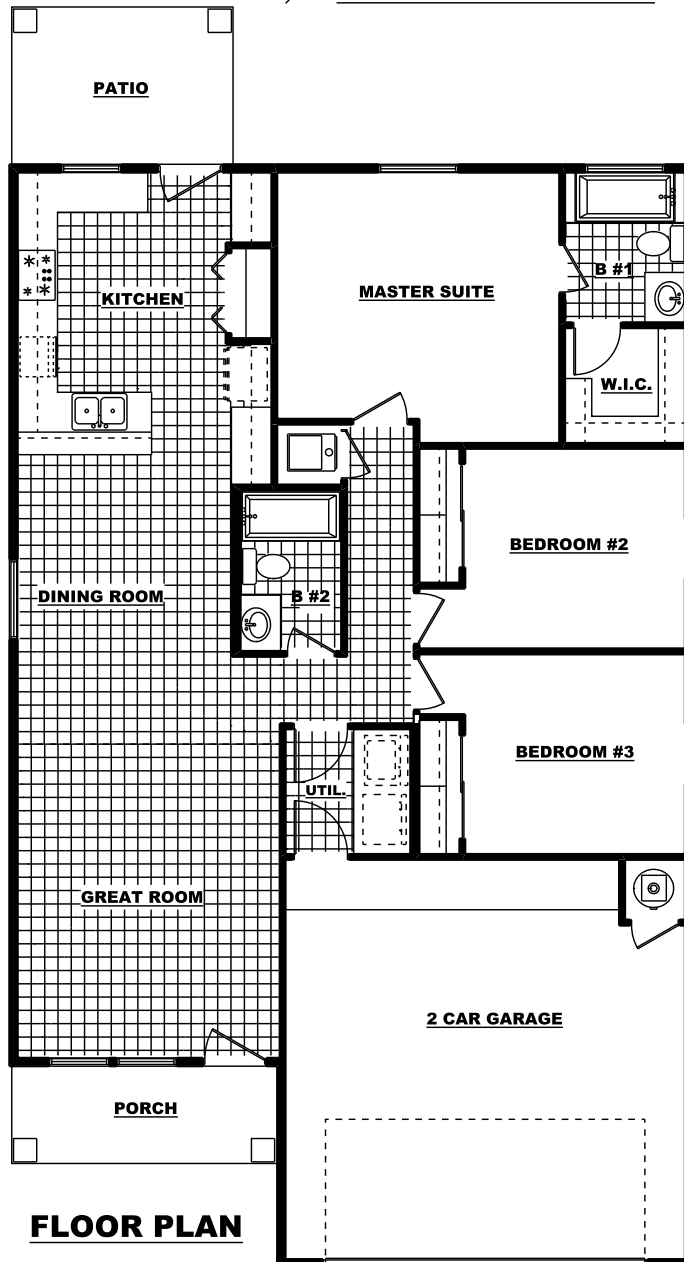 PATIO
KITCHEN
MASTER SUITE
B #1
W.I.C.
BEDROOM #2
DINING ROOM
B #2
BEDROOM #3
UTIL.
GREAT ROOM
2 CAR GARAGE
PORCH
FLOOR PLAN